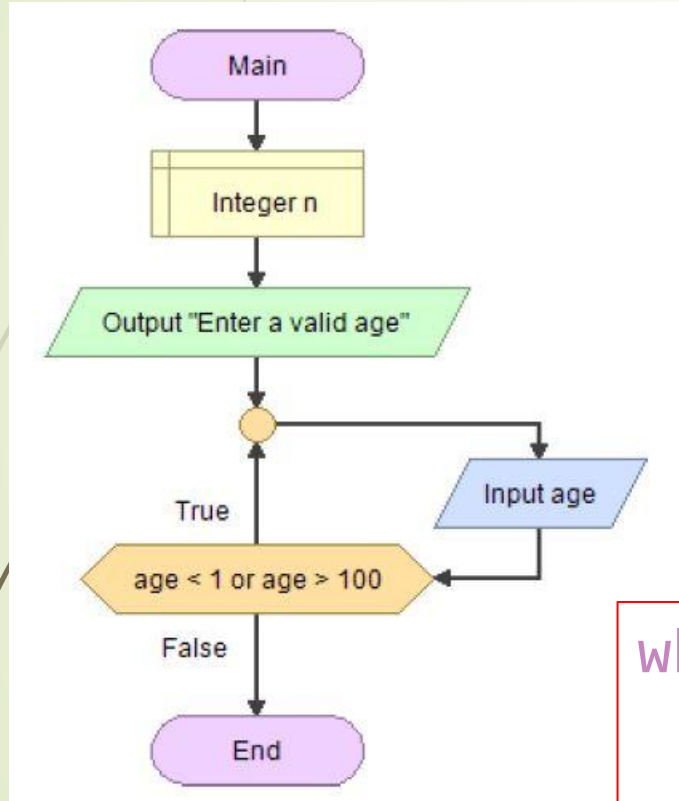 Main
Integer n
Output "Enter a valid age"
Input age
True
age < 1 or age > 100
False
End